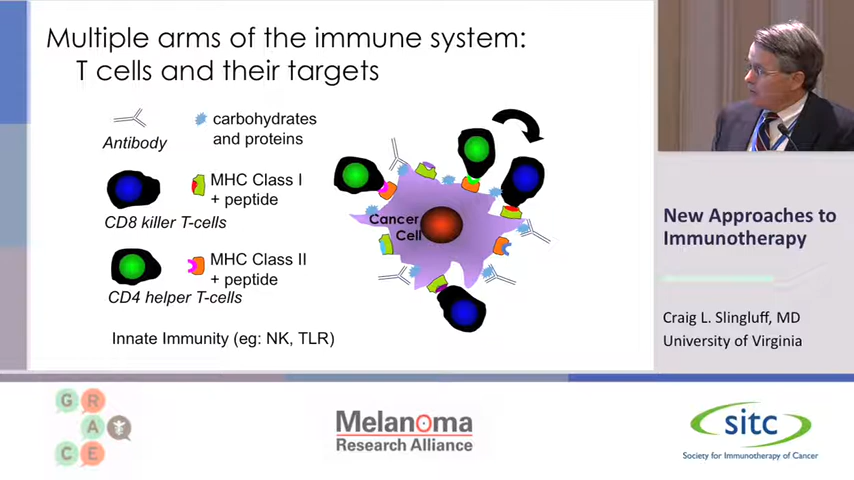 Multiple arms of the immune system:
T cells and their targets
Antibody
carbohydrates
and proteins
CD8 killer T-cells
MHC Class I
+ peptide
CD4 helper T-cells
MHC Class II
+ peptide
Innate Immunity (eg: NK, TLR)
Cancer
Cell
New Approaches to
Immunotherapy
Craig L. Slingluff, MD
University of Virginia
G R
A
C E
Melanoma
Research Alliance
sitc
Society for Immunotherapy of Cancer